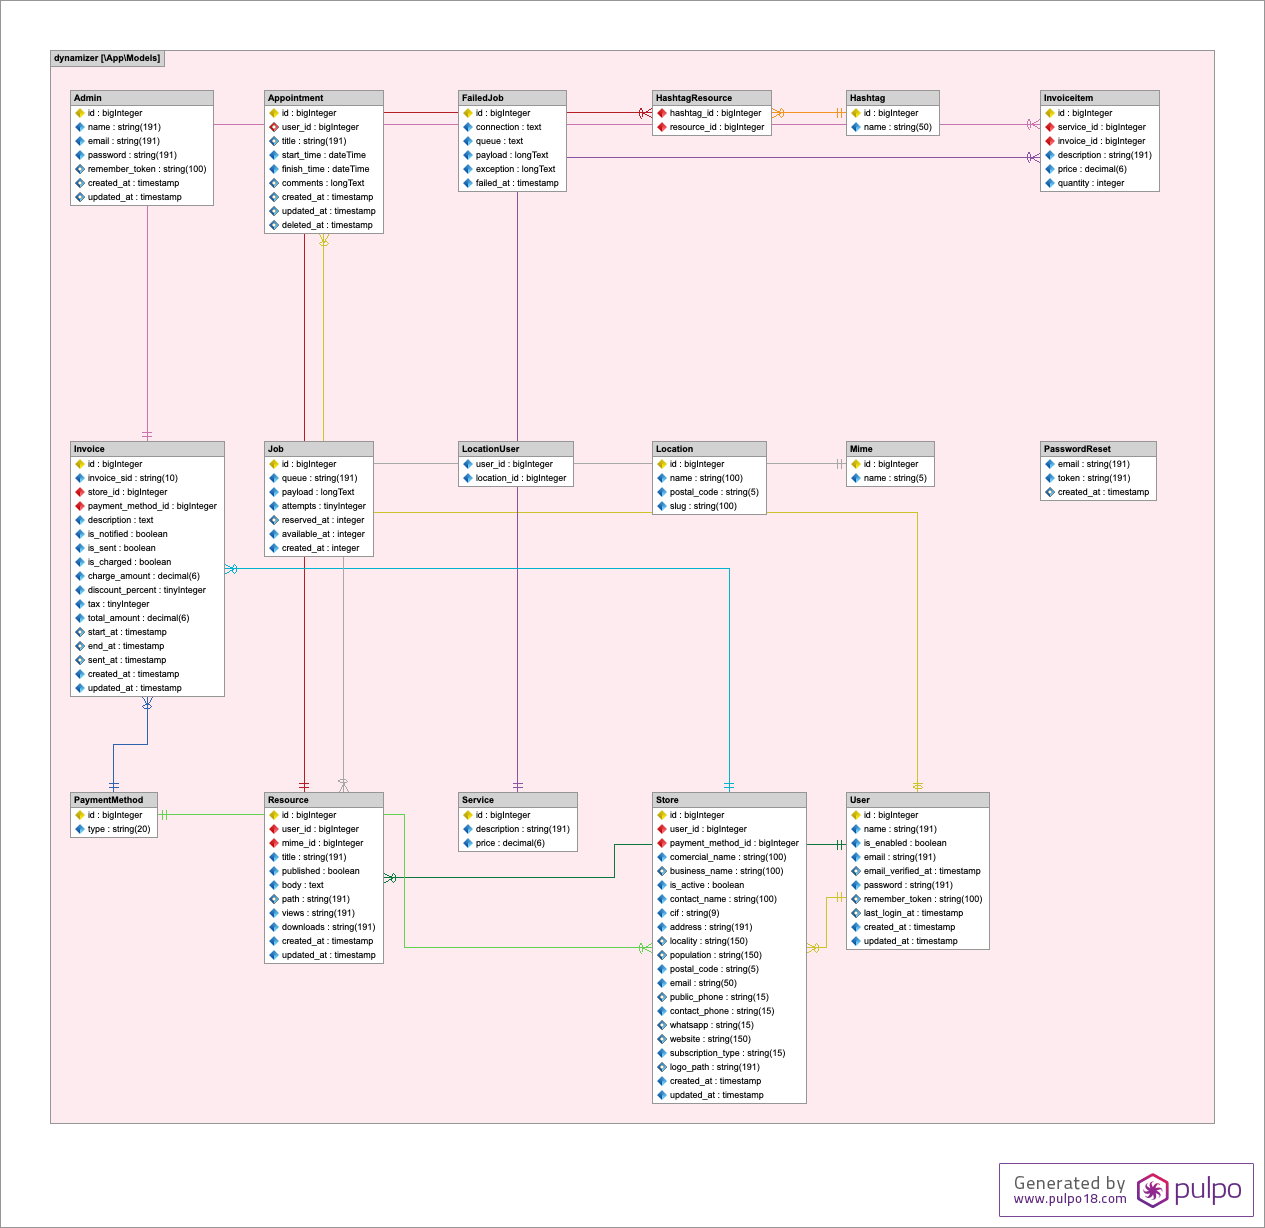 dynamizer [\App\Models]
Admin
id : bigInteger
name : string(191)
email : string(191)
password : string(191)
remember_token : string(100)
created_at : timestamp
updated_at : timestamp
Appointment
id : bigInteger
user_id : bigInteger
title : string(191)
start_time : dateTime
finish_time : dateTime
comments : longText
created_at : timestamp
updated_at : timestamp
deleted_at : timestamp
FailedJob
id : bigInteger
connection : text
queue : text
payload : longText
exception : longText
failed_at : timestamp
HashtagResource
hashtag_id : bigInteger
resource_id : bigInteger
Hashtag
id : bigInteger
name : string(50)
Invoiceitem
id : bigInteger
service_id : bigInteger
invoice_id : bigInteger
description : string(191)
price : decimal(6)
quantity : integer
Invoice
id : bigInteger
invoice_sid : string(10)
store_id : bigInteger
payment_method_id : bigInteger
description : text
is_notified : boolean
is_sent : boolean
is_charged : boolean
charge_amount : decimal(6)
discount_percent : tinyInteger
tax : tinyInteger
total_amount : decimal(6)
start_at : timestamp
end_at : timestamp
sent_at : timestamp
created_at : timestamp
updated_at : timestamp
Job
id : bigInteger
queue : string(191)
payload : longText
attempts : tinyInteger
reserved_at : integer
available_at : integer
created_at : integer
LocationUser
user_id : bigInteger
location_id : bigInteger
Location
id : bigInteger
name : string(100)
postal_code : string(5)
slug : string(100)
Mime
id : bigInteger
name : string(5)
PasswordReset
email : string(191)
token : string(191)
created_at : timestamp
PaymentMethod
id : bigInteger
type : string(20)
Resource
id : bigInteger
user_id : bigInteger
mime_id : bigInteger
title : string(191)
published : boolean
body : text
path : string(191)
views : string(191)
downloads : string(191)
created_at : timestamp
updated_at : timestamp
Service
id : bigInteger
description : string(191)
price : decimal(6)
Store
id : bigInteger
user_id : bigInteger
payment_method_id : bigInteger
comercial_name : string(100)
business_name : string(100)
is_active : boolean
contact_name : string(100)
cif : string(9)
address : string(191)
locality : string(150)
population : string(150)
postal_code : string(5)
email : string(50)
public_phone : string(15)
contact_phone : string(15)
whatsapp : string(15)
website : string(150)
subscription_type : string(15)
logo_path : string(191)
created_at : timestamp
updated_at : timestamp
User
id : bigInteger
name : string(191)
is_enabled : boolean
email : string(191)
email_verified_at : timestamp
password : string(191)
remember_token : string(100)
last_login_at : timestamp
created_at : timestamp
updated_at : timestamp
Generated by
www.pulpo18.com
pulpo